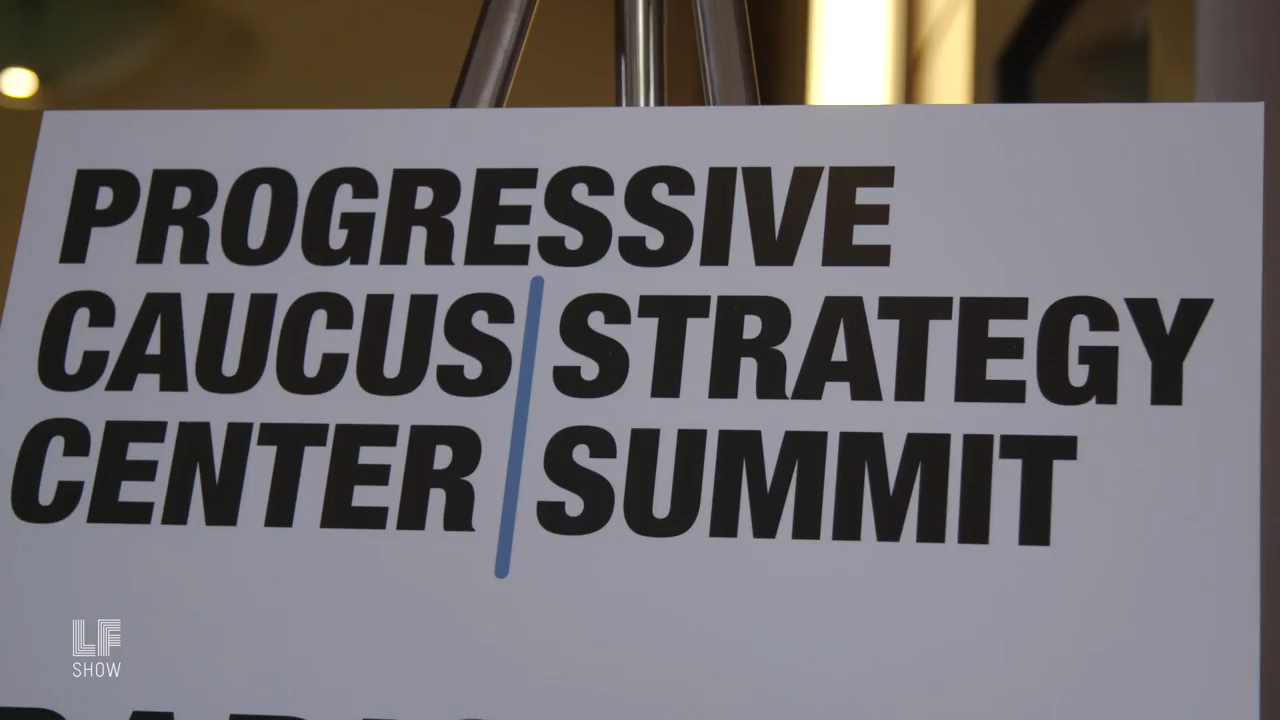 PROGRESSIVE
CAUCUS STRATEGY
CENTER SUMMIT
LF
SHOW